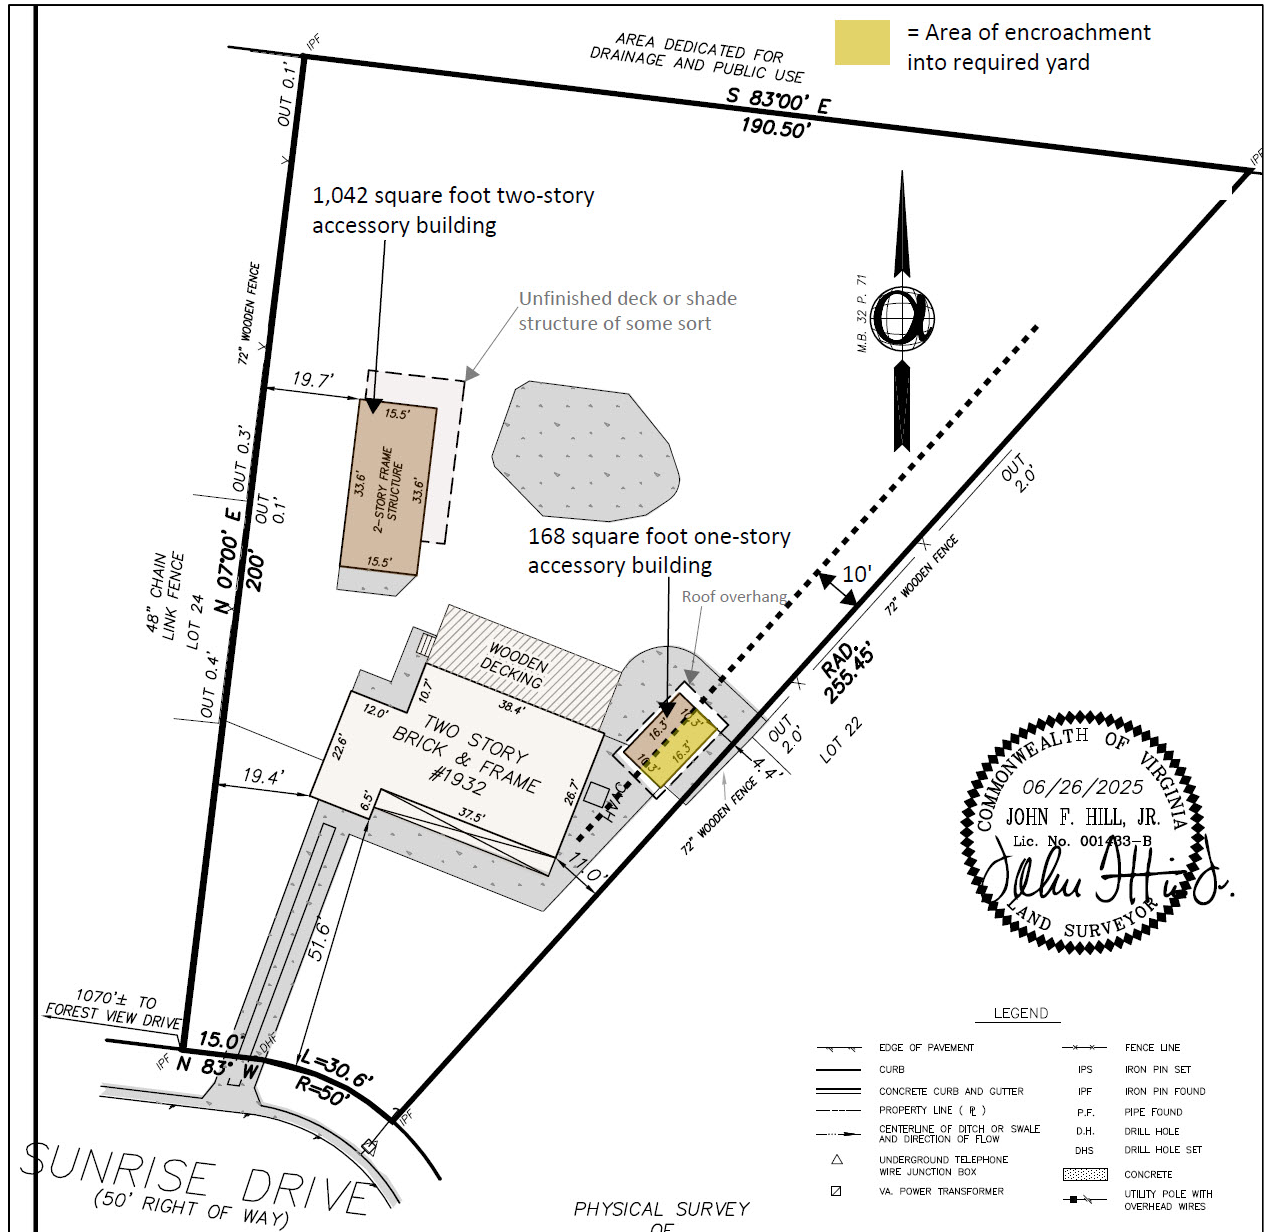 = Area of encroachment
into required yard
IPF
AREA DEDICATED FOR
DRAINAGE AND PUBLIC USE
S 83°00' E
190.50'
IPF
OUT 0.1'
1,042 square foot two-story
accessory building
72" WOODEN FENCE
Unfinished deck or shade
structure of some sort
M.B. 32 P. 71
a
19.7'
15.5'
33.6'
2-STORY FRAME
STRUCTURE
33.6'
15.5'
OUT 0.3'
OUT
0.1'
N 07°00' E
200'
48" CHAIN
LINK FENCE
LOT 24
OUT 0.4'
OUT
2.0'
168 square foot one-story
accessory building
Roof overhang
10'
72" WOODEN FENCE
RAD.
255.45'
WOODEN
DECKING
10.7'
38.4'
12.0'
22.6'
TWO STORY
BRICK & FRAME
#1932
26.7'
6.5'
37.5'
16.3'
16.3'
HVAC
OUT
2.0'
LOT 22
4.4'
72" WOODEN FENCE
19.4'
11.0'
51.6'
COMMONWEALTH OF VIRGINIA
06/26/2025
JOHN F. HILL, JR.
Lic. No. 001433-B
John F Hill Jr.
LAND SURVEYOR
1070'± TO
FOREST VIEW DRIVE
15.0'
N 83° W
IPF
DHF
L=30.6'
R=50'
IPF
SUNRISE DRIVE
(50' RIGHT OF WAY)
LEGEND
EDGE OF PAVEMENT
CURB
CONCRETE CURB AND GUTTER
PROPERTY LINE ( ℄ )
CENTERLINE OF DITCH OR SWALE
AND DIRECTION OF FLOW
UNDERGROUND TELEPHONE
WIRE JUNCTION BOX
VA. POWER TRANSFORMER
FENCE LINE
IPS IRON PIN SET
IPF IRON PIN FOUND
P.F. PIPE FOUND
D.H. DRILL HOLE
DHS DRILL HOLE SET
CONCRETE
UTILITY POLE WITH
OVERHEAD WIRES
PHYSICAL SURVEY
OF